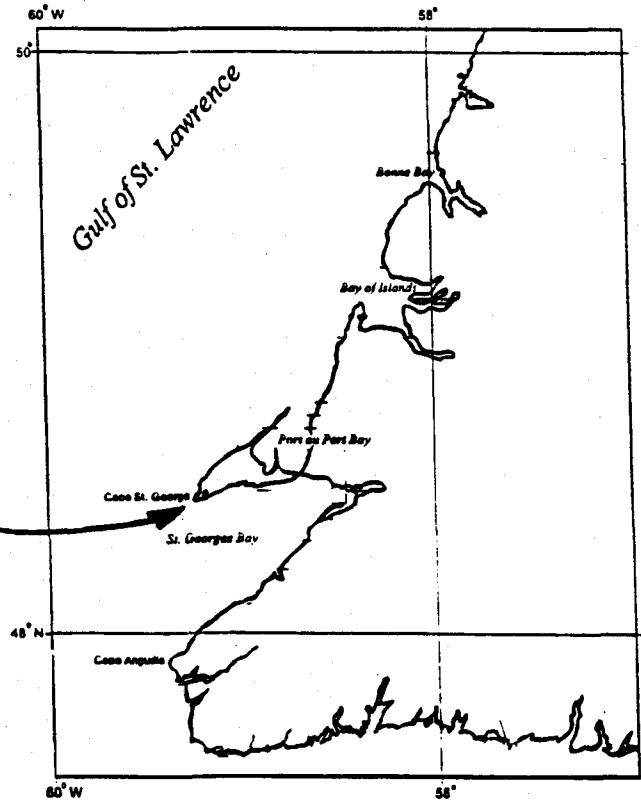 60° W
58°
50°
Gulf of St. Lawrence
Bonne Bay
Bay of Islands
Port au Port Bay
Cape St. George
St. Georges Bay
48° N
Cape Anguille
60° W
58°